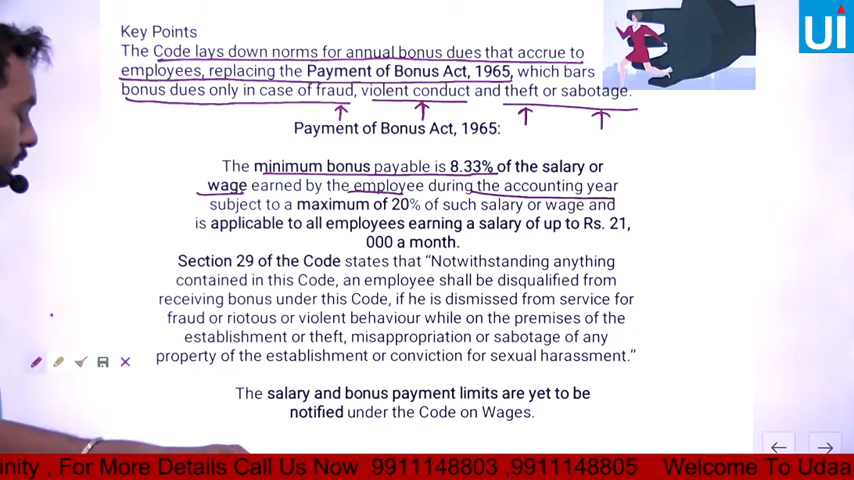 Key Points
The Code lays down norms for annual bonus dues that accrue to
employees, replacing the Payment of Bonus Act, 1965, which bars
bonus dues only in case of fraud, violent conduct and theft or sabotage.
Payment of Bonus Act, 1965:
The minimum bonus payable is 8.33% of the salary or
wage earned by the employee during the accounting year
subject to a maximum of 20% of such salary or wage and
is applicable to all employees earning a salary of up to Rs. 21,
000 a month.
Section 29 of the Code states that “Notwithstanding anything
contained in this Code, an employee shall be disqualified from
receiving bonus under this Code, if he is dismissed from service for
fraud or riotous or violent behaviour while on the premises of the
establishment or theft, misappropriation or sabotage of any
property of the establishment or conviction for sexual harassment.”
The salary and bonus payment limits are yet to be
notified under the Code on Wages.
UI
inity , For More Details Call Us Now 9911148803 ,9911148805 Welcome To Udaa